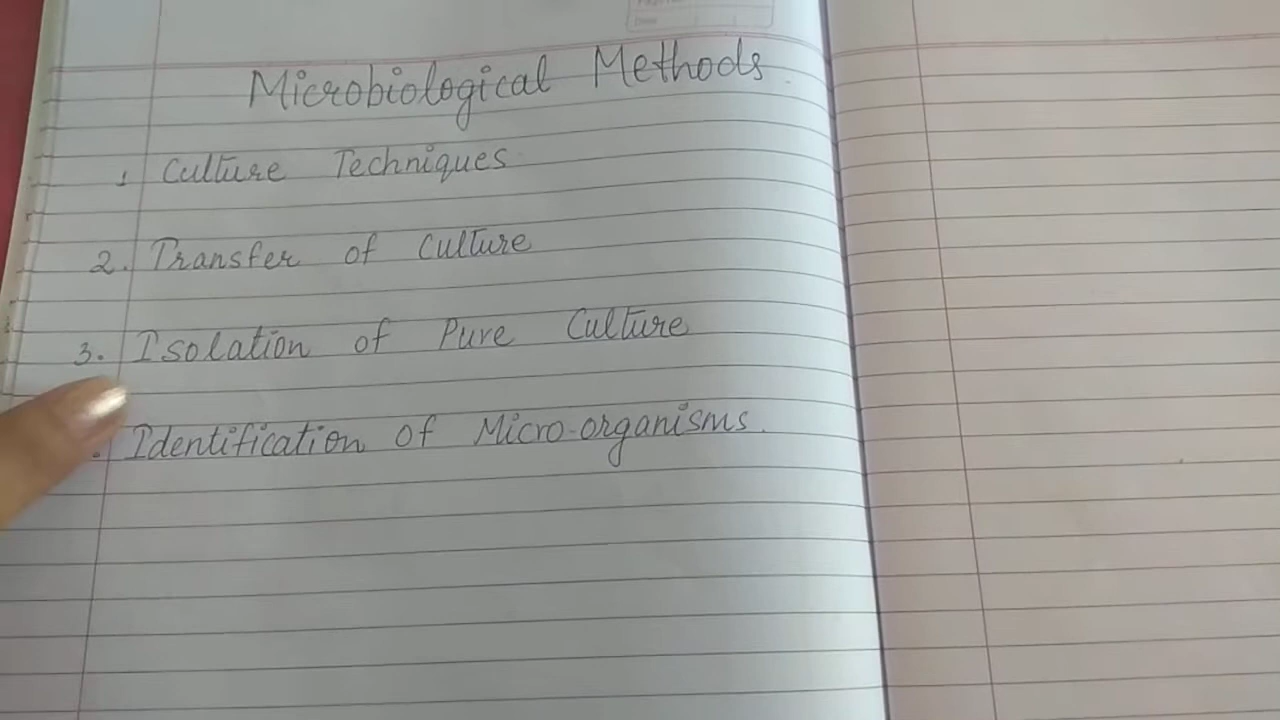 Microbiological Methods
1 Culture Techniques
2. Transfer of Culture
3. Isolation of Pure Culture
. Identification of Micro-organisms.